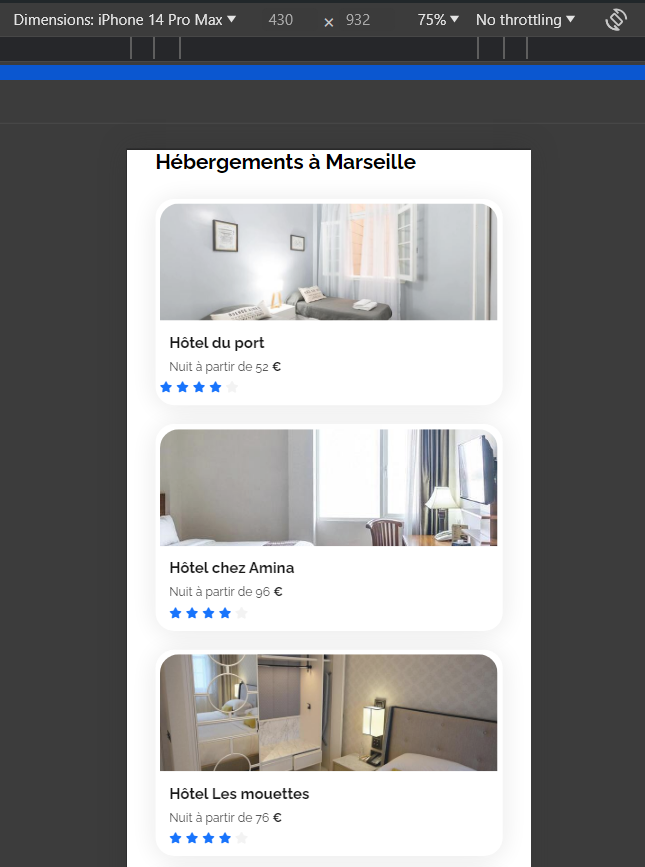 Dimensions: iPhone 14 Pro Max ▼ 430 × 932 75% ▼ No throttling ▼
Hébergements à Marseille
Hôtel du port
Nuit à partir de 52 €
Hôtel chez Amina
Nuit à partir de 96 €
Hôtel Les mouettes
Nuit à partir de 76 €